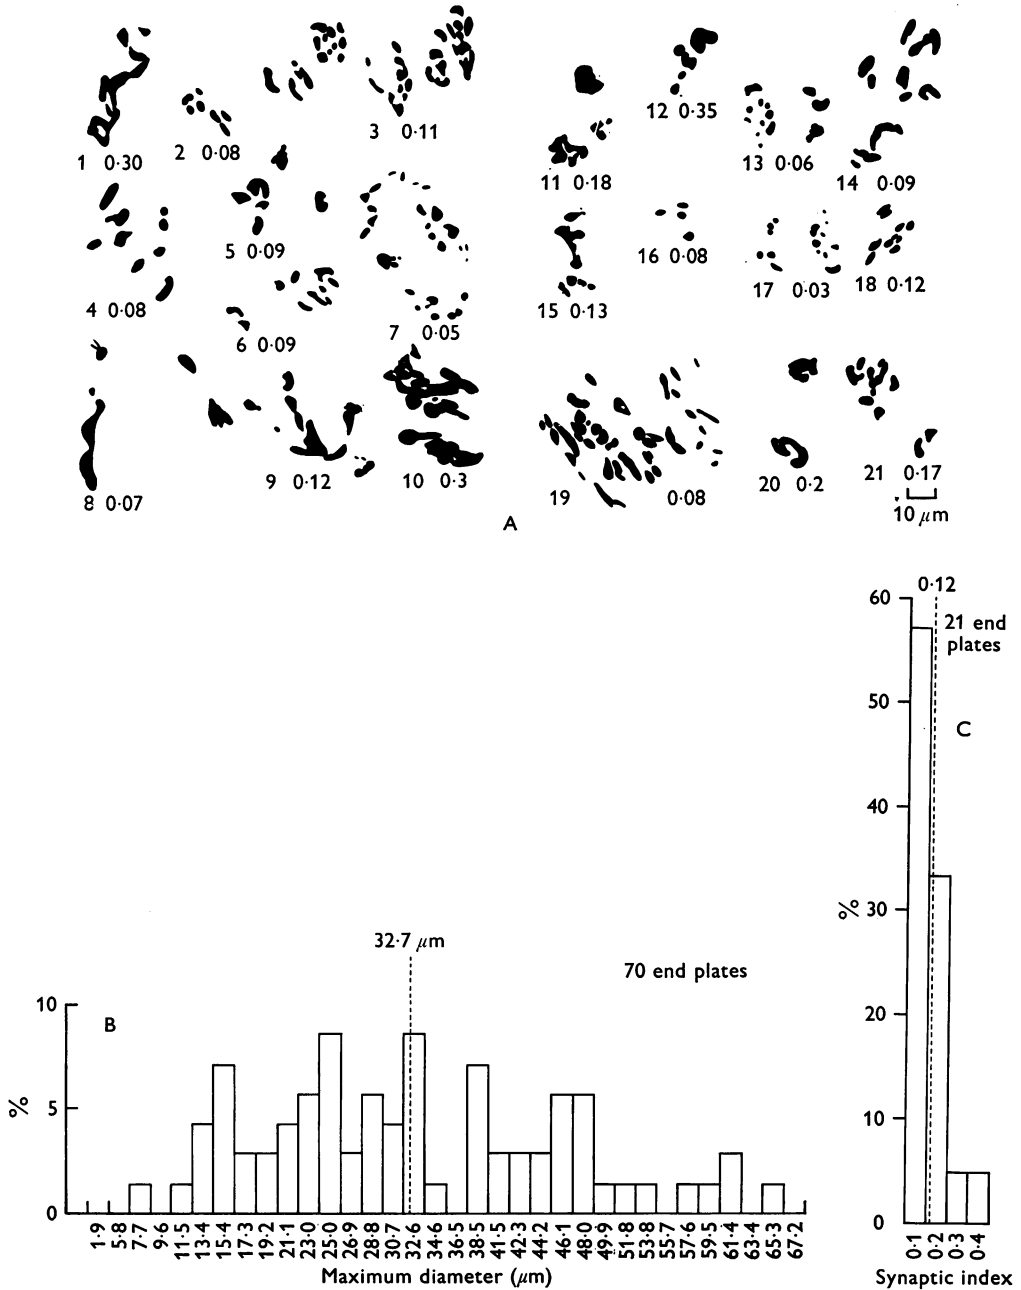 1 0·30
2 0·08
3 0·11
4 0·08
5 0·09
6 0·09
7 0·05
8 0·07
9 0·12
10 0·3
11 0·18
12 0·35
13 0·06
14 0·09
15 0·13
16 0·08
17 0·03
18 0·12
19 0·08
20 0·2
21 0·17
10 μm
A
0·12
60
21 end
plates
50
C
40
% 30
20
10
0
0·1 0·2 0·3 0·4
Synaptic index
32·7 μm
70 end plates
10
B
%
5
0
1·9 5·8 7·7 9·6 11·5 13·4 15·4 17·3 19·2 21·1 23·0 25·0 26·9 28·8 30·7 32·6 34·6 36·5 38·5 41·5 42·3 44·2 46·1 48·0 49·9 51·8 53·8 55·7 57·6 59·5 61·4 63·4 65·3 67·2
Maximum diameter (μm)